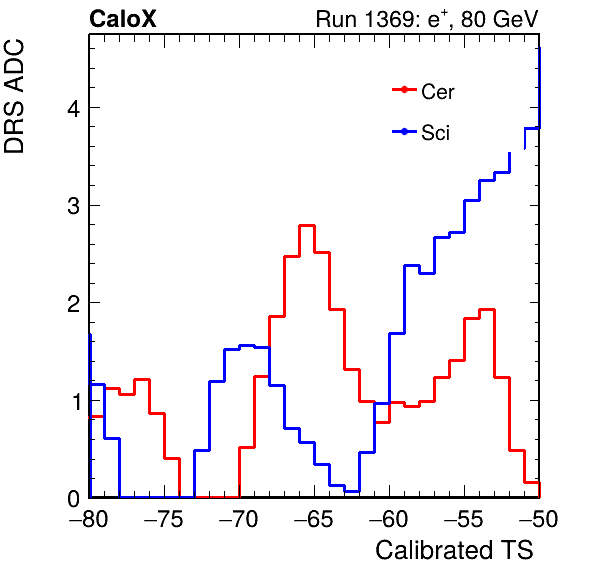 CaloX Run 1369: e⁺, 80 GeV
DRS ADC
Cer
Sci
4
3
2
1
0
−80 −75 −70 −65 −60 −55 −50
Calibrated TS